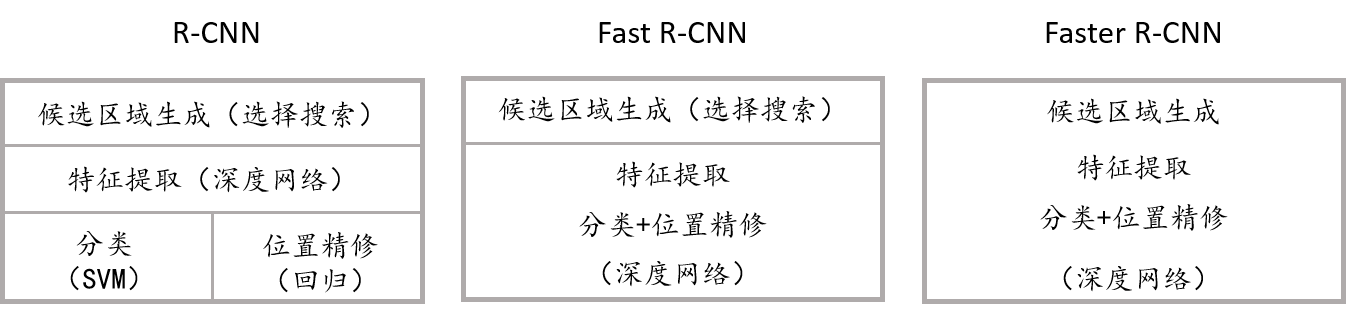 R-CNN
候选区域生成（选择搜索）
特征提取（深度网络）
分类
（SVM）
位置精修
（回归）
Fast R-CNN
候选区域生成（选择搜索）
特征提取
分类+位置精修
（深度网络）
Faster R-CNN
候选区域生成
特征提取
分类+位置精修
（深度网络）